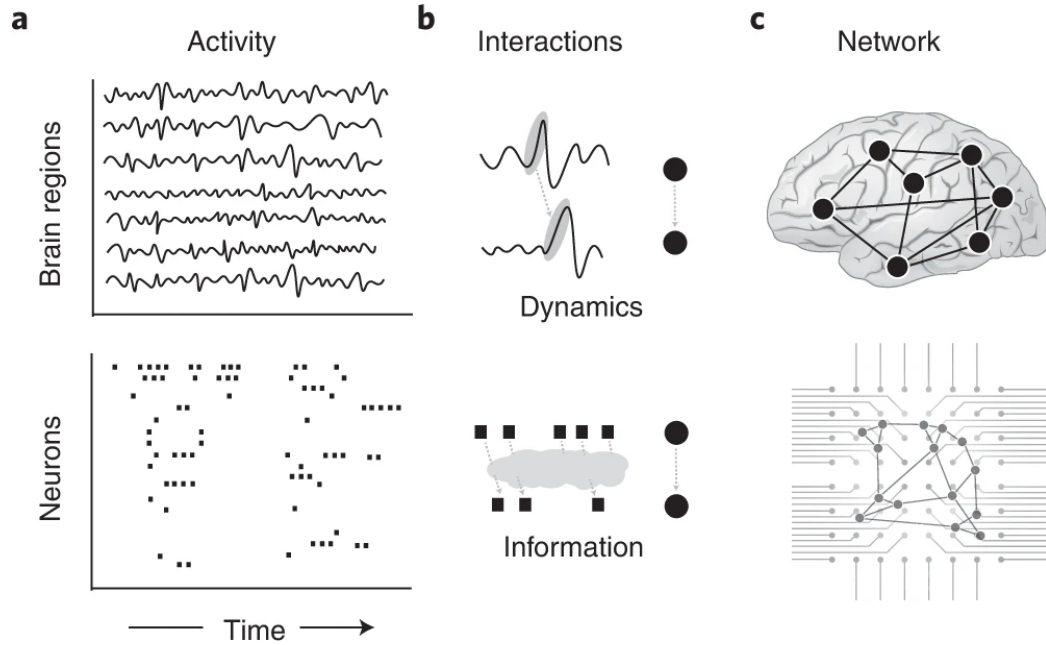 a
Activity
Brain regions
Neurons
Time
b
Interactions
Dynamics
Information
c
Network